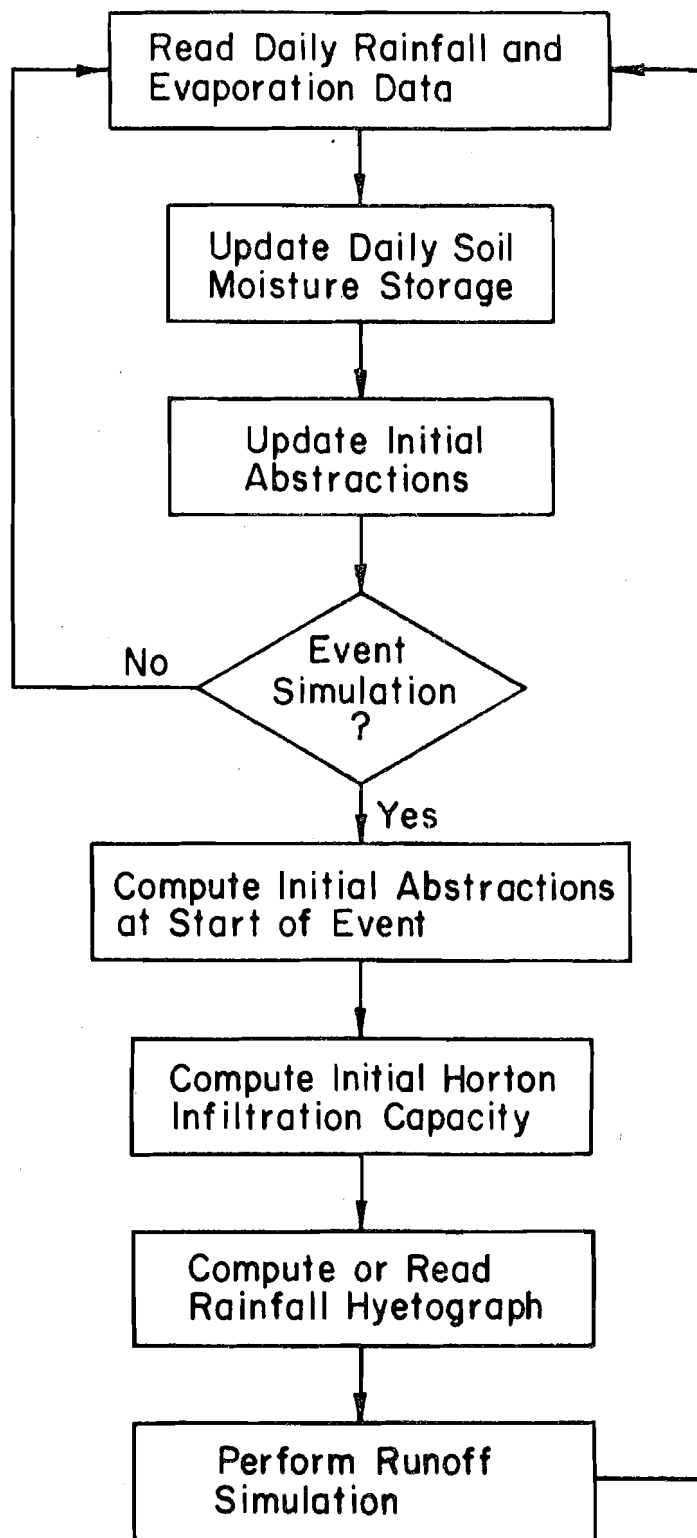 Read Daily Rainfall and
Evaporation Data
Update Daily Soil
Moisture Storage
Update Initial
Abstractions
Event
Simulation
?
No
Yes
Compute Initial Abstractions
at Start of Event
Compute Initial Horton
Infiltration Capacity
Compute or Read
Rainfall Hyetograph
Perform Runoff
Simulation